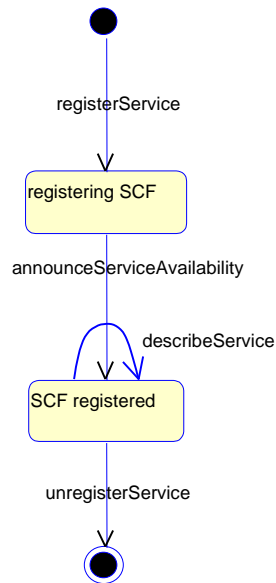 registerService
registering SCF
announceServiceAvailability
describeService
SCF registered
unregisterService